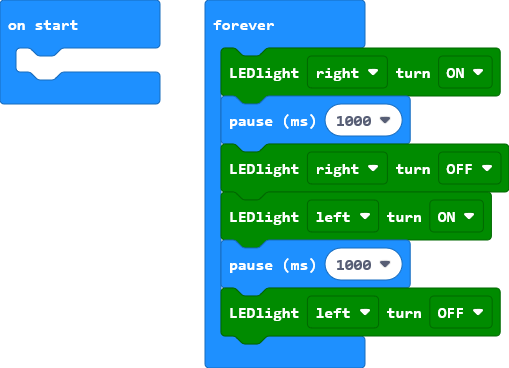 on start
forever
LEDlight right turn ON
pause (ms) 1000
LEDlight right turn OFF
LEDlight left turn ON
pause (ms) 1000
LEDlight left turn OFF